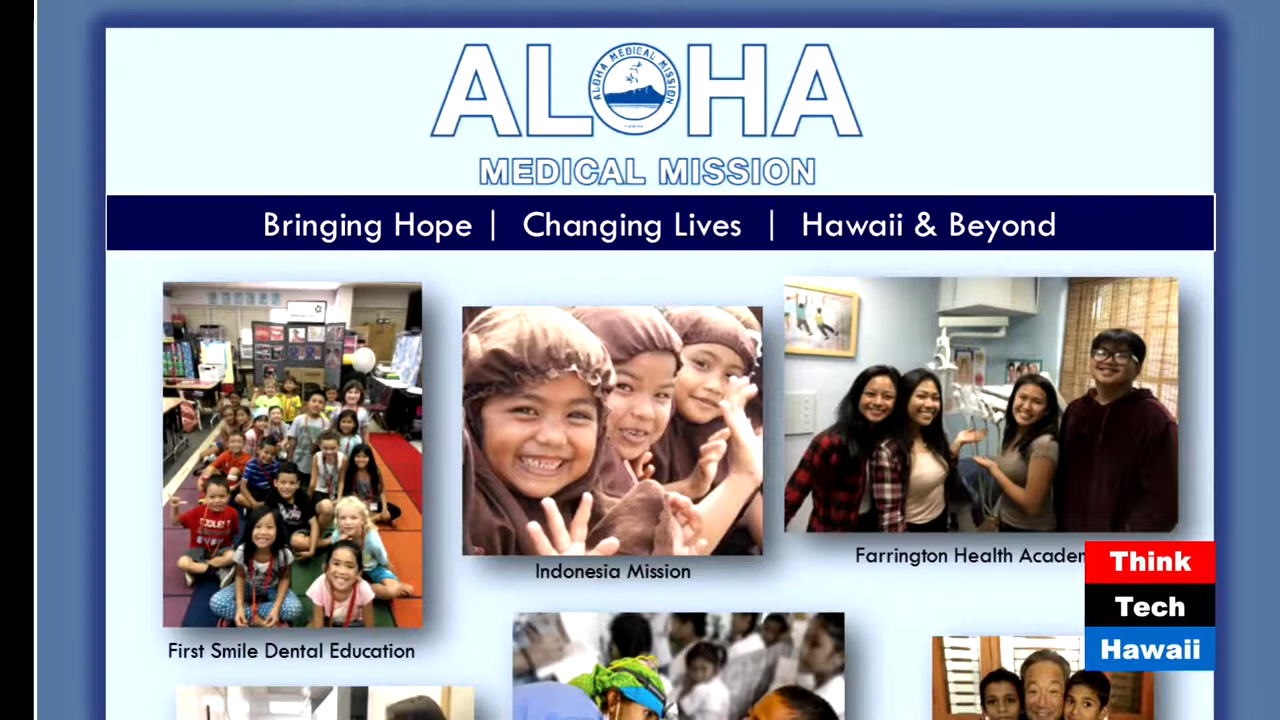 ALOHA
ALOHA MEDICAL MISSION
MEDICAL MISSION
Bringing Hope | Changing Lives | Hawaii & Beyond
Indonesia Mission
Farrington Health
First Smile Dental Education
Think
Tech
Hawaii